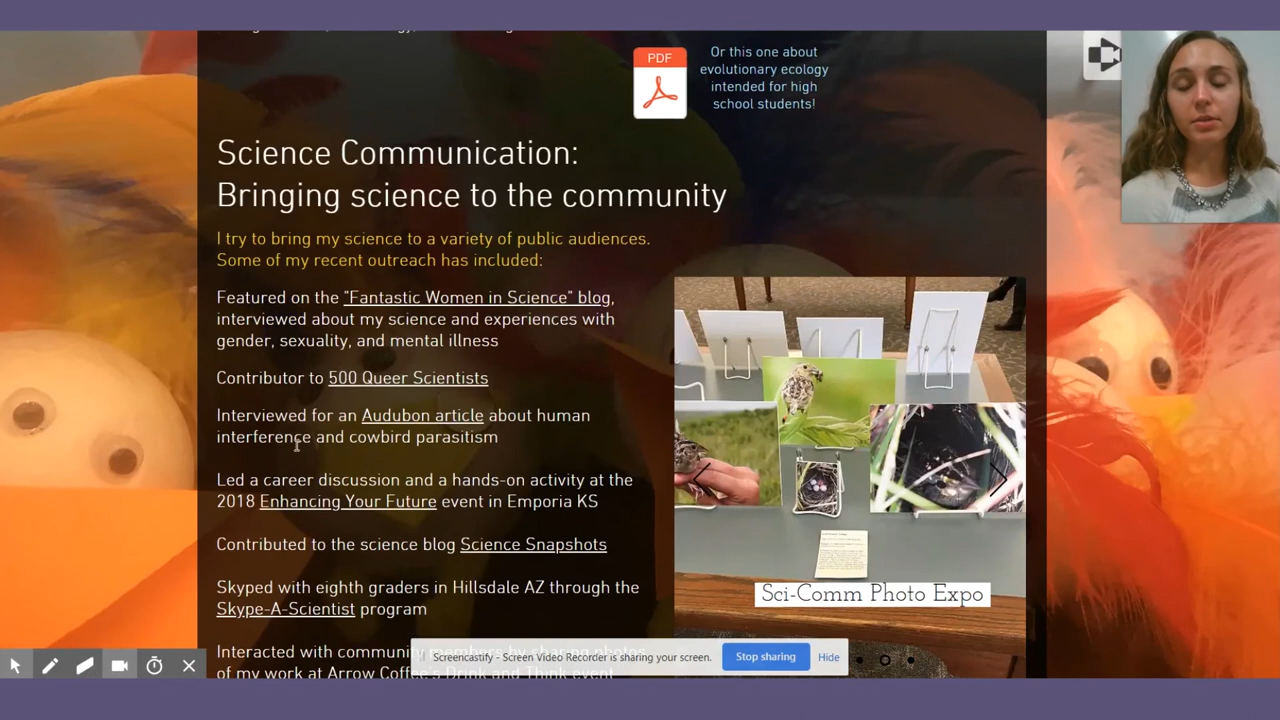 PDF
Or this one about
evolutionary ecology
intended for high
school students!
Science Communication:
Bringing science to the community
I try to bring my science to a variety of public audiences.
Some of my recent outreach has included:
Featured on the "Fantastic Women in Science" blog,
interviewed about my science and experiences with
gender, sexuality, and mental illness
Contributor to 500 Queer Scientists
Interviewed for an Audubon article about human
interference and cowbird parasitism
Led a career discussion and a hands-on activity at the
2018 Enhancing Your Future event in Emporia KS
Contributed to the science blog Science Snapshots
Skyped with eighth graders in Hillsdale AZ through the
Skype-A-Scientist program
Interacted with community members by sharing photos
of my work at Arrow Coffee's Drink and Think event
Sci-Comm Photo Expo
Screencastify - Screen Video Recorder is sharing your screen.
Stop sharing
Hide